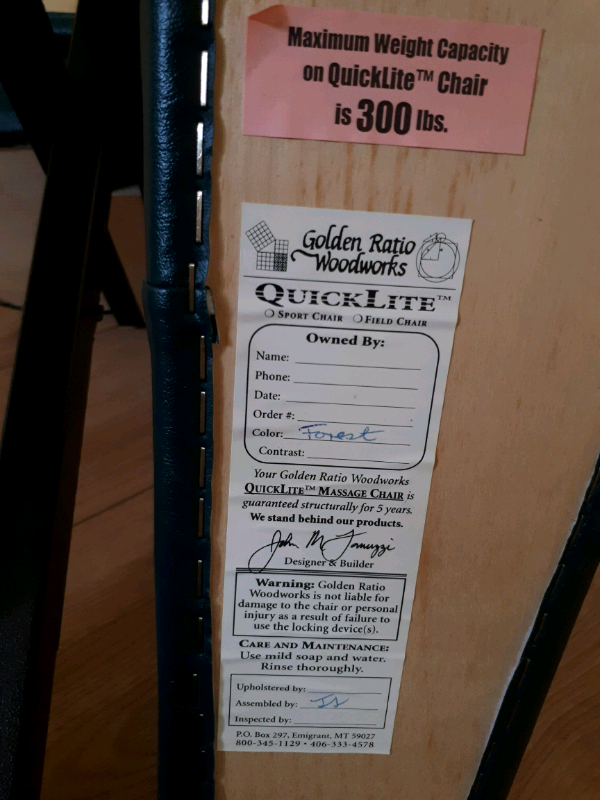 Maximum Weight Capacity
on QuickLite™ Chair
is 300 lbs.
Golden Ratio
Woodworks
QUICKLITE™
○ SPORT CHAIR ○ FIELD CHAIR
Owned By:
Name:
Phone:
Date:
Order #:
Color: Forest
Contrast:
Your Golden Ratio Woodworks
QUICKLITE™ MASSAGE CHAIR is
guaranteed structurally for 5 years.
We stand behind our products.
Designer & Builder
Warning: Golden Ratio
Woodworks is not liable for
damage to the chair or personal
injury as a result of failure to
use the locking device(s).
CARE AND MAINTENANCE:
Use mild soap and water.
Rinse thoroughly.
Upholstered by:
Assembled by:
Inspected by:
P.O. Box 297, Emigrant, MT 59027
800-345-1129 • 406-333-4578